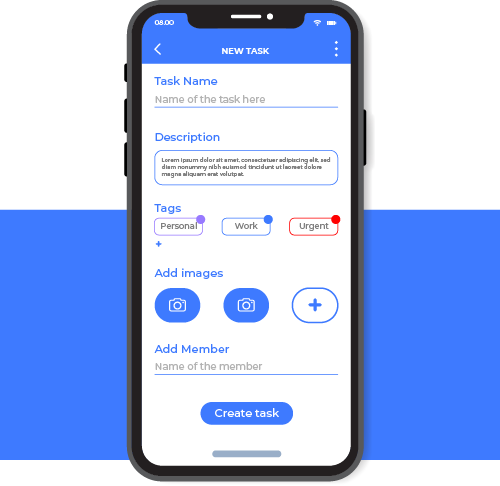 08.00
NEW TASK
Task Name
Name of the task here
Description
Lorem ipsum dolor sit amet, consectetuer adipiscing elit, sed
diem nonummy nibh euismod tincidunt ut laoreet dolore
magna aliquam erat volutpat.
Tags
Personal Work Urgent
+
Add images
+
Add Member
Name of the member
Create task